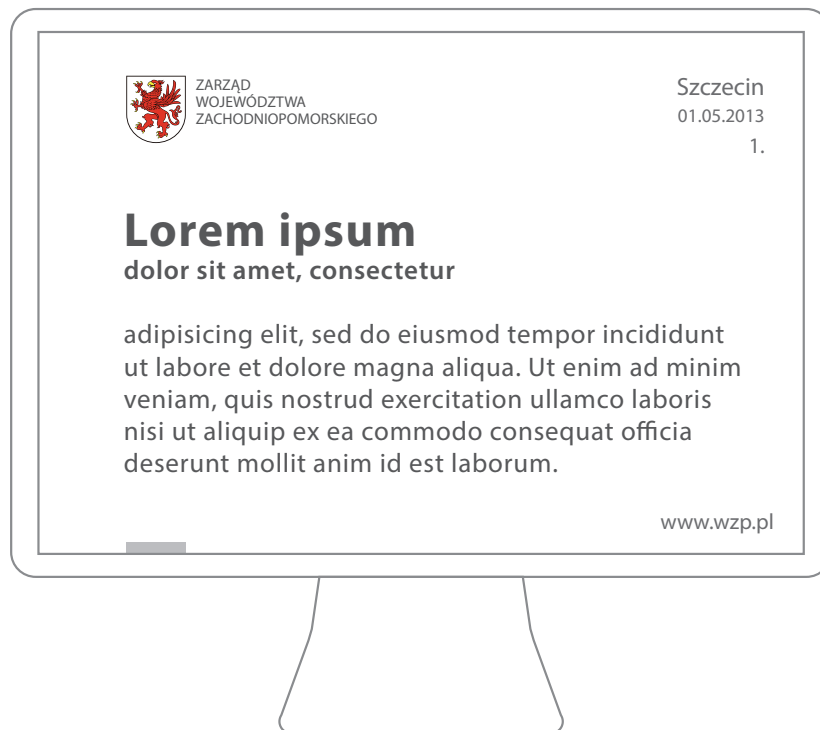 ZARZĄD
WOJEWÓDZTWA
ZACHODNIOPOMORSKIEGO
Szczecin
01.05.2013
1.
Lorem ipsum
dolor sit amet, consectetur
adipisicing elit, sed do eiusmod tempor incididunt
ut labore et dolore magna aliqua. Ut enim ad minim
veniam, quis nostrud exercitation ullamco laboris
nisi ut aliquip ex ea commodo consequat officia
deserunt mollit anim id est laborum.
www.wzp.pl